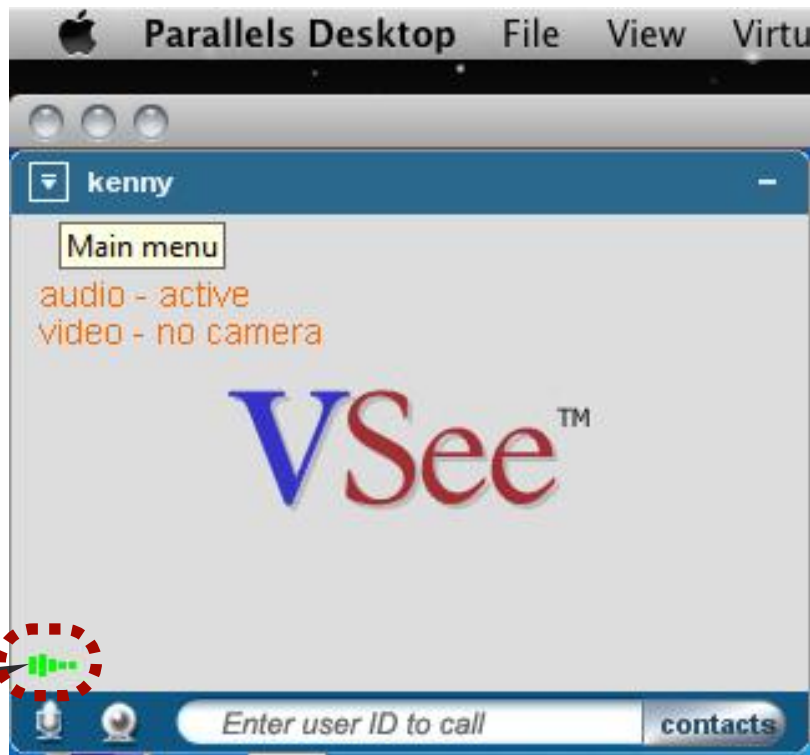 Parallels Desktop File View Virtu
kenny
Main menu
audio - active
video - no camera
VSee™
Enter user ID to call
contacts